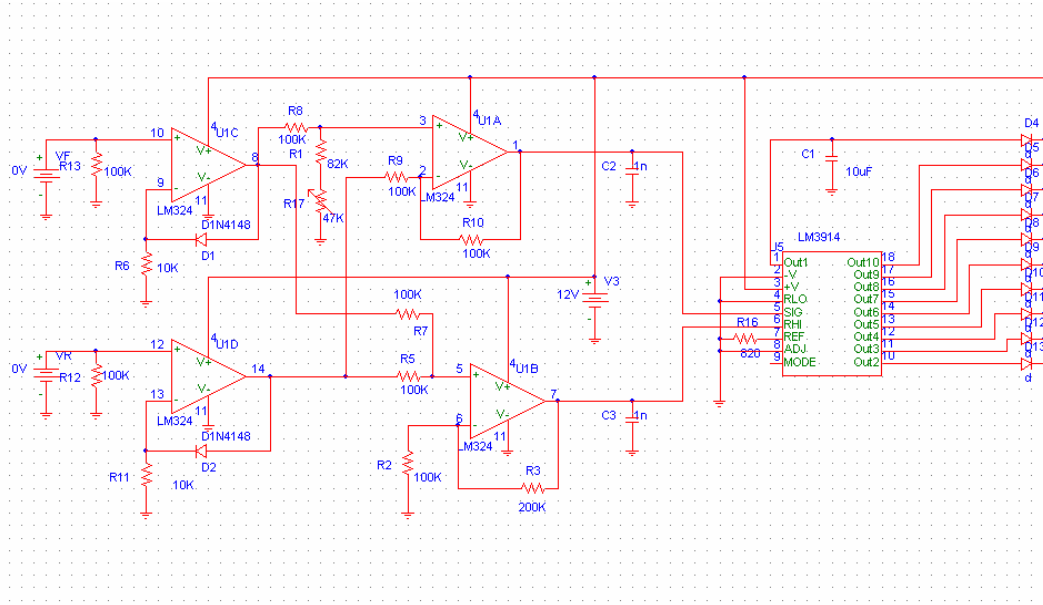 R8
100K
R1
82K
R17
47K
3
4
U1A
V+
V-
1
2
11
LM324
R9
100K
R10
100K
C2
1n
10
4
U1C
V+
V-
8
9
11
LM324
VF
0V
R13
100K
D1N4148
D1
R6
10K
C1
10uF
D4
D5
d
D6
d
D7
d
D8
d
D9
d
D10
d
D11
d
D12
d
D13
d
LM3914
J5
1 Out1 Out10 18
2 -V Out9 17
3 +V Out8 16
4 RLO Out7 15
5 SIG Out6 14
6 RHI Out5 13
7 REF Out4 12
8 ADJ Out3 11
9 MODE Out2 10
R16
820
V3
12V
100K
R7
R5
100K
VR
0V
R12
100K
12
4
U1D
V+
V-
14
13
11
LM324
D1N4148
D2
R11
10K
5
4
U1B
V+
V-
7
6
11
LM324
R2
100K
R3
200K
C3
1n